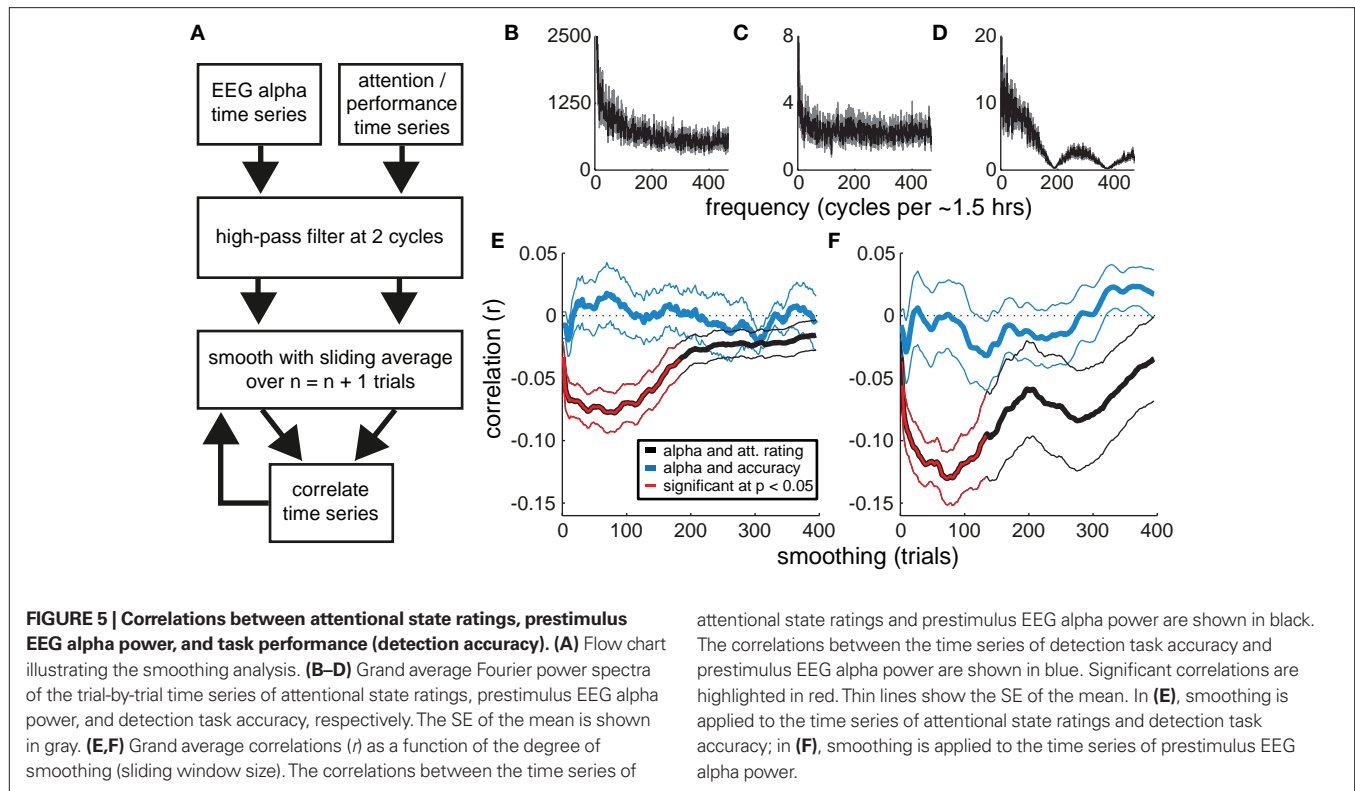 A
EEG alpha
time series
attention /
performance
time series
high-pass filter at 2 cycles
smooth with sliding average
over n = n + 1 trials
correlate
time series
B
2500
1250
0
0 200 400
C
8
4
0
0 200 400
D
20
10
0
0 200 400
frequency (cycles per ~1.5 hrs)
E
0.05
0
-0.05
-0.10
-0.15
correlation (r)
0 100 200 300 400
alpha and att. rating
alpha and accuracy
significant at p < 0.05
F
0.05
0
-0.05
-0.10
-0.15
0 100 200 300 400
smoothing (trials)
FIGURE 5 | Correlations between attentional state ratings, prestimulus
EEG alpha power, and task performance (detection accuracy). (A) Flow chart
illustrating the smoothing analysis. (B–D) Grand average Fourier power spectra
of the trial-by-trial time series of attentional state ratings, prestimulus EEG alpha
power, and detection task accuracy, respectively. The SE of the mean is shown
in gray. (E,F) Grand average correlations (r) as a function of the degree of
smoothing (sliding window size). The correlations between the time series of
attentional state ratings and prestimulus EEG alpha power are shown in black.
The correlations between the time series of detection task accuracy and
prestimulus EEG alpha power are shown in blue. Significant correlations are
highlighted in red. Thin lines show the SE of the mean. In (E), smoothing is
applied to the time series of attentional state ratings and detection task
accuracy; in (F), smoothing is applied to the time series of prestimulus EEG
alpha power.